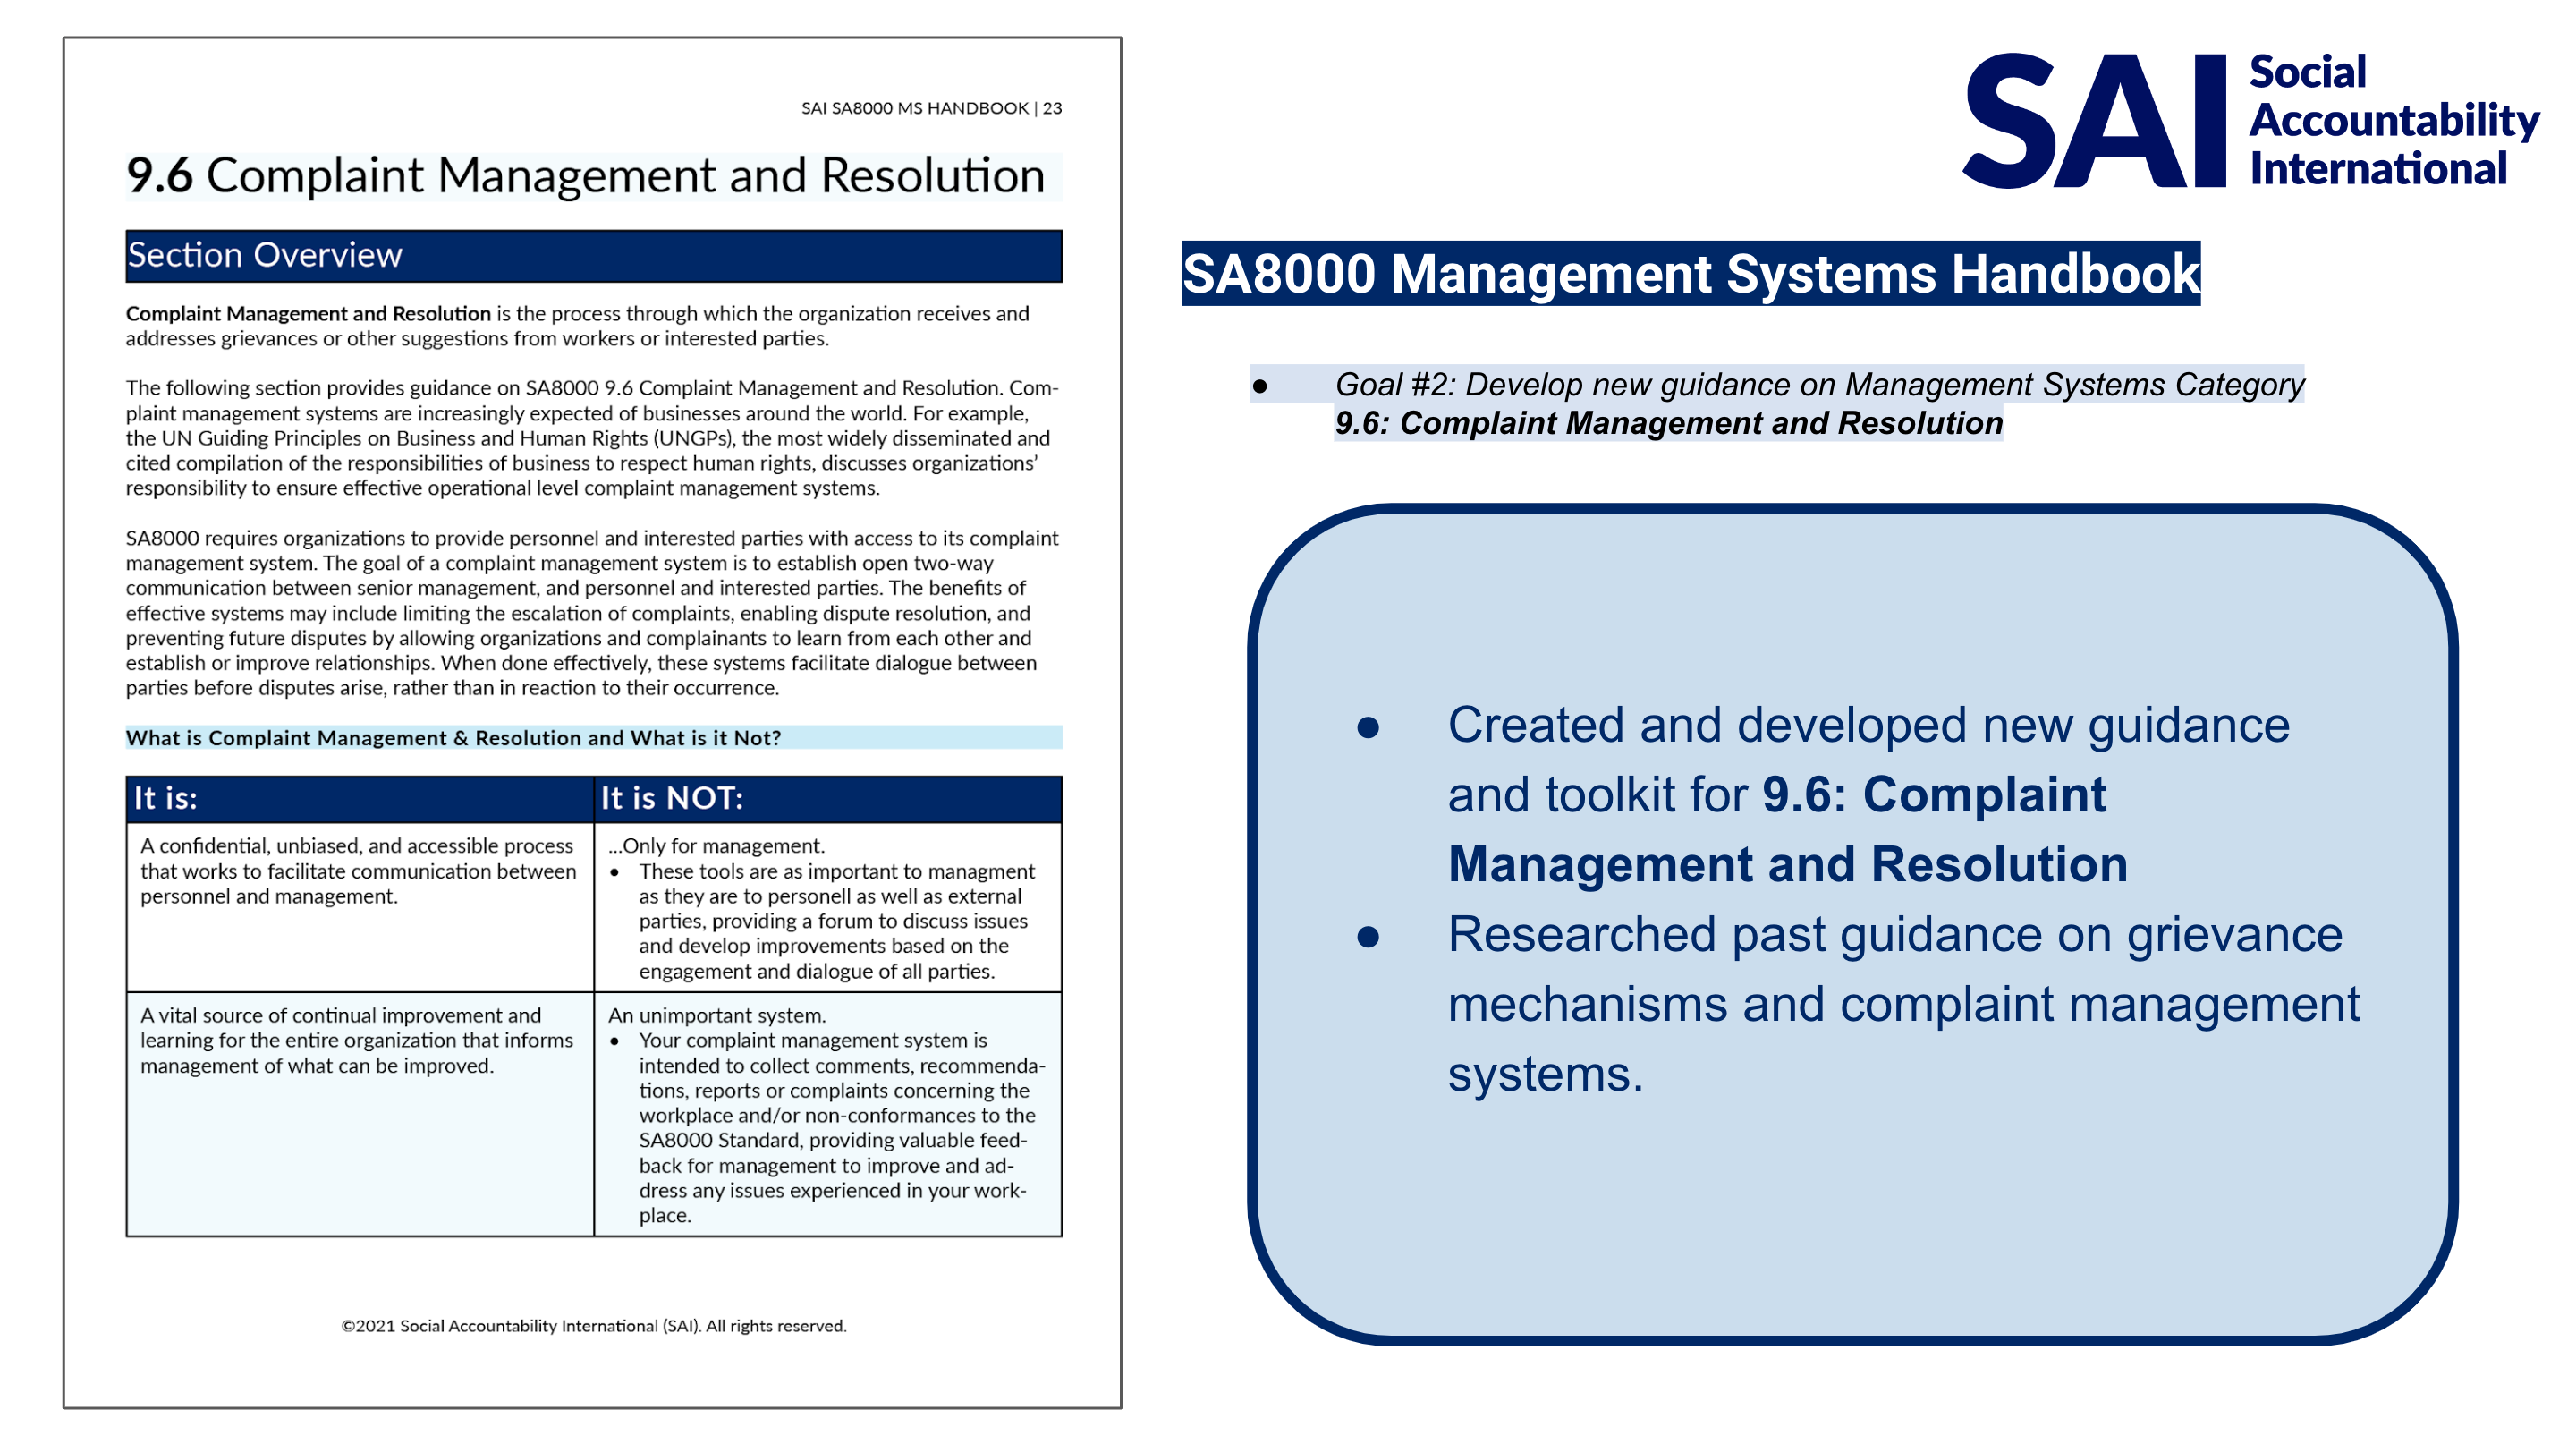 SAI SA8000 MS HANDBOOK | 23
9.6 Complaint Management and Resolution
Section Overview
Complaint Management and Resolution is the process through which the organization receives and
addresses grievances or other suggestions from workers or interested parties.
The following section provides guidance on SA8000 9.6 Complaint Management and Resolution. Com-
plaint management systems are increasingly expected of businesses around the world. For example,
the UN Guiding Principles on Business and Human Rights (UNGPs), the most widely disseminated and
cited compilation of the responsibilities of business to respect human rights, discusses organizations’
responsibility to ensure effective operational level complaint management systems.
SA8000 requires organizations to provide personnel and interested parties with access to its complaint
management system. The goal of a complaint management system is to establish open two-way
communication between senior management, and personnel and interested parties. The benefits of
effective systems may include limiting the escalation of complaints, enabling dispute resolution, and
preventing future disputes by allowing organizations and complainants to learn from each other and
establish or improve relationships. When done effectively, these systems facilitate dialogue between
parties before disputes arise, rather than in reaction to their occurrence.
What is Complaint Management & Resolution and What is it Not?
It is:
It is NOT:
A confidential, unbiased, and accessible process
that works to facilitate communication between
personnel and management.
...Only for management.
● These tools are as important to managment
as they are to personell as well as external
parties, providing a forum to discuss issues
and develop improvements based on the
engagement and dialogue of all parties.
A vital source of continual improvement and
learning for the entire organization that informs
management of what can be improved.
An unimportant system.
● Your complaint management system is
intended to collect comments, recommenda-
tions, reports or complaints concerning the
workplace and/or non-conformances to the
SA8000 Standard, providing valuable feed-
back for management to improve and ad-
dress any issues experienced in your work-
place.
©2021 Social Accountability International (SAI). All rights reserved.
SAI
Social
Accountability
International
SA8000 Management Systems Handbook
● Goal #2: Develop new guidance on Management Systems Category
9.6: Complaint Management and Resolution
● Created and developed new guidance
and toolkit for 9.6: Complaint
Management and Resolution
● Researched past guidance on grievance
mechanisms and complaint management
systems.